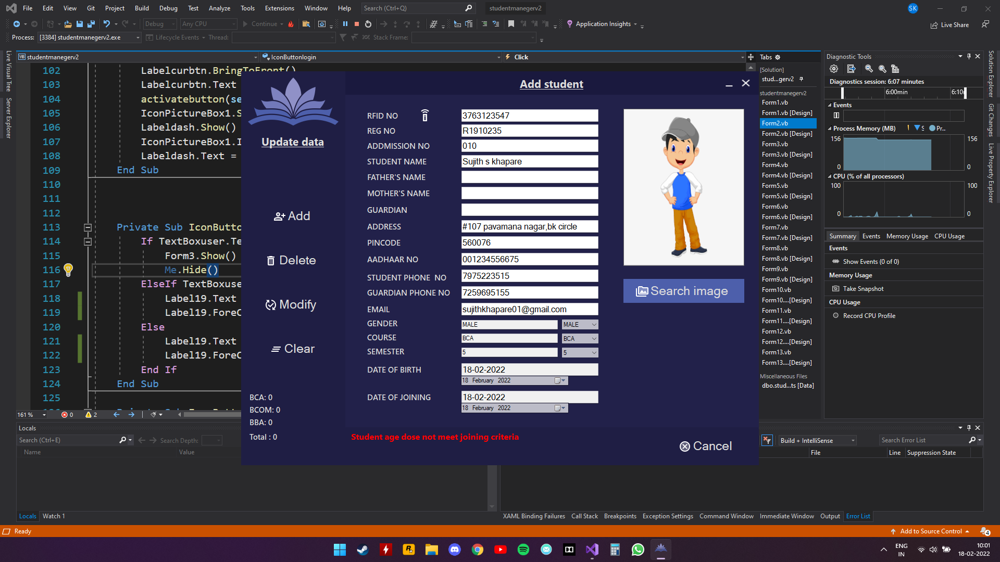 File Edit View Git Project Build Debug Test Analyze Tools Extensions Window Help Search (Ctrl+Q) studentmanegerv2 SK
Debug Any CPU Continue Application Insights Live Share
Process: [3384] studentmanegerv2.exe Lifecycle Events Thread: Stack Frame:
Live Visual Tree
Server Explorer
studentmanegerv2 IconButtonlogin Click
102 Labelcurbtn.BringToFront()
103 Labelcurbtn.Text
104 activatebutton(se
105 IconPictureBox1.S
106 Labeldash.Show()
107 IconPictureBox1.I
108 Labeldash.Text =
109 End Sub
110
111
112
113 Private Sub IconButto
114 If TextBoxuser.Te
115 Form3.Show()
116 Me.Hide()
117 ElseIf TextBoxuse
118 Label19.Text
119 Label19.ForeC
120 Else
121 Label19.Text
122 Label19.ForeC
123 End If
124 End Sub
125
161 % 0 2
Update data
Add
Delete
Modify
Clear
BCA: 0
BCOM: 0
BBA: 0
Total : 0
Add student
RFID NO 3763123547
REG NO R1910235
ADDMISSION NO 010
STUDENT NAME Sujith s khapare
FATHER'S NAME
MOTHER'S NAME
GUARDIAN
ADDRESS #107 pavamana nagar,bk circle
PINCODE 560076
AADHAAR NO 001234556675
STUDENT PHONE NO 7975223515
GUARDIAN PHONE NO 7259695155
EMAIL sujithkhapare01@gmail.com
GENDER MALE MALE
COURSE BCA BCA
SEMESTER 5 5
DATE OF BIRTH 18-02-2022
18 February 2022
DATE OF JOINING 18-02-2022
18 February 2022
Search image
Student age dose not meet joining criteria
Cancel
Tabs
[Solution]
stud...gerv2
studentmanegerv2
Form1.vb
Form1.vb [Design]
Form2.vb
Form2.vb [Design]
Form3.vb
Form3.vb [Design]
Form4.vb
Form4.vb [Design]
Form5.vb
Form5.vb [Design]
Form6.vb
Form6.vb [Design]
Form7.vb
Form7.vb [Design]
Form8.vb
Form8.vb [Design]
Form9.vb
Form9.vb [Design]
Form10.vb
Form10....[Design]
Form11.vb
Form11....[Design]
Form12.vb
Form12....[Design]
Form13.vb
Form13....[Design]
Miscellaneous Files
dbo.stud...ts [Data]
Diagnostic Tools
Diagnostics session: 6:07 minutes
6:00min 6:10
Events
Process Memory (MB) S Pr...
156 156
0 0
CPU (% of all processors)
100 100
0 0
Summary Events Memory Usage CPU Usage
Events
Show Events (0 of 0)
Memory Usage
Take Snapshot
CPU Usage
Record CPU Profile
Solution Explorer
Git Changes
Live Property Explorer
Locals
Search (Ctrl+E) Search Depth:
Name Value
Locals Watch 1
Build + IntelliSense Search Error List
File Line Suppression State
XAML Binding Failures Call Stack Breakpoints Exception Settings Command Window Immediate Window Output Error List
Ready Add to Source Control 4
ENG
IN
10:01
18-02-2022